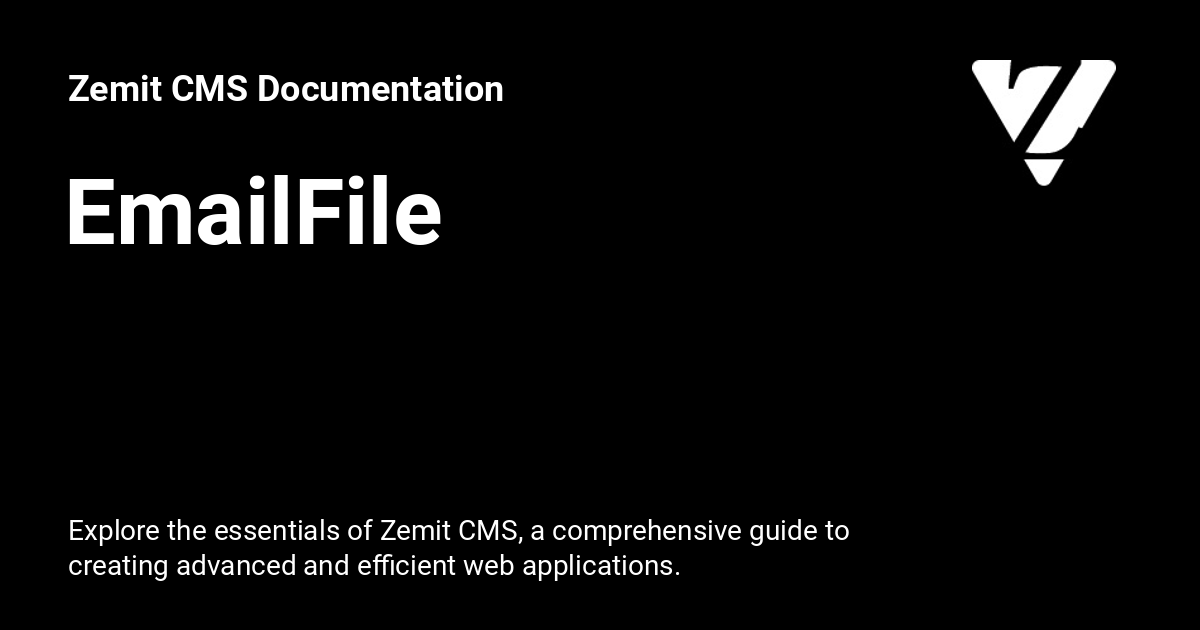 Zemit CMS Documentation
EmailFile
Explore the essentials of Zemit CMS, a comprehensive guide to
creating advanced and efficient web applications.